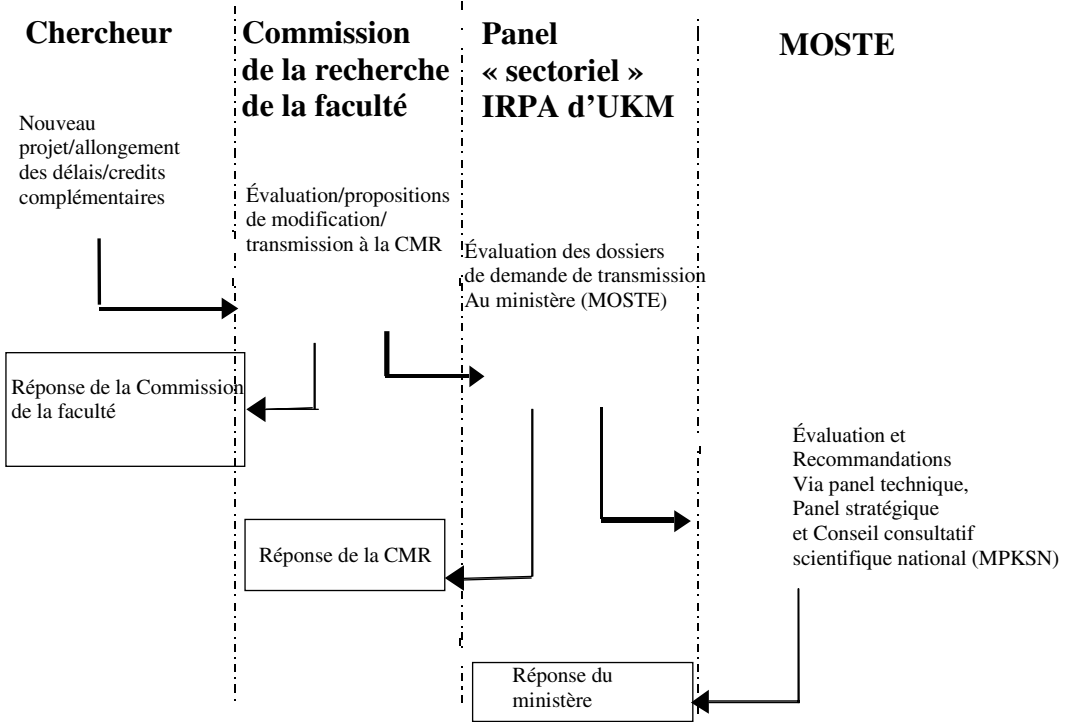 Chercheur
Commission
de la recherche
de la faculté
Panel
« sectoriel »
IRPA d'UKM
MOSTE
Nouveau
projet/allongement
des délais/credits
complémentaires
Évaluation/propositions
de modification/
transmission à la CMR
Évaluation des dossiers
de demande de transmission
Au ministère (MOSTE)
Réponse de la Commission
de la faculté
Évaluation et
Recommandations
Via panel technique,
Panel stratégique
et Conseil consultatif
scientifique national (MPKSN)
Réponse de la CMR
Réponse du
ministère